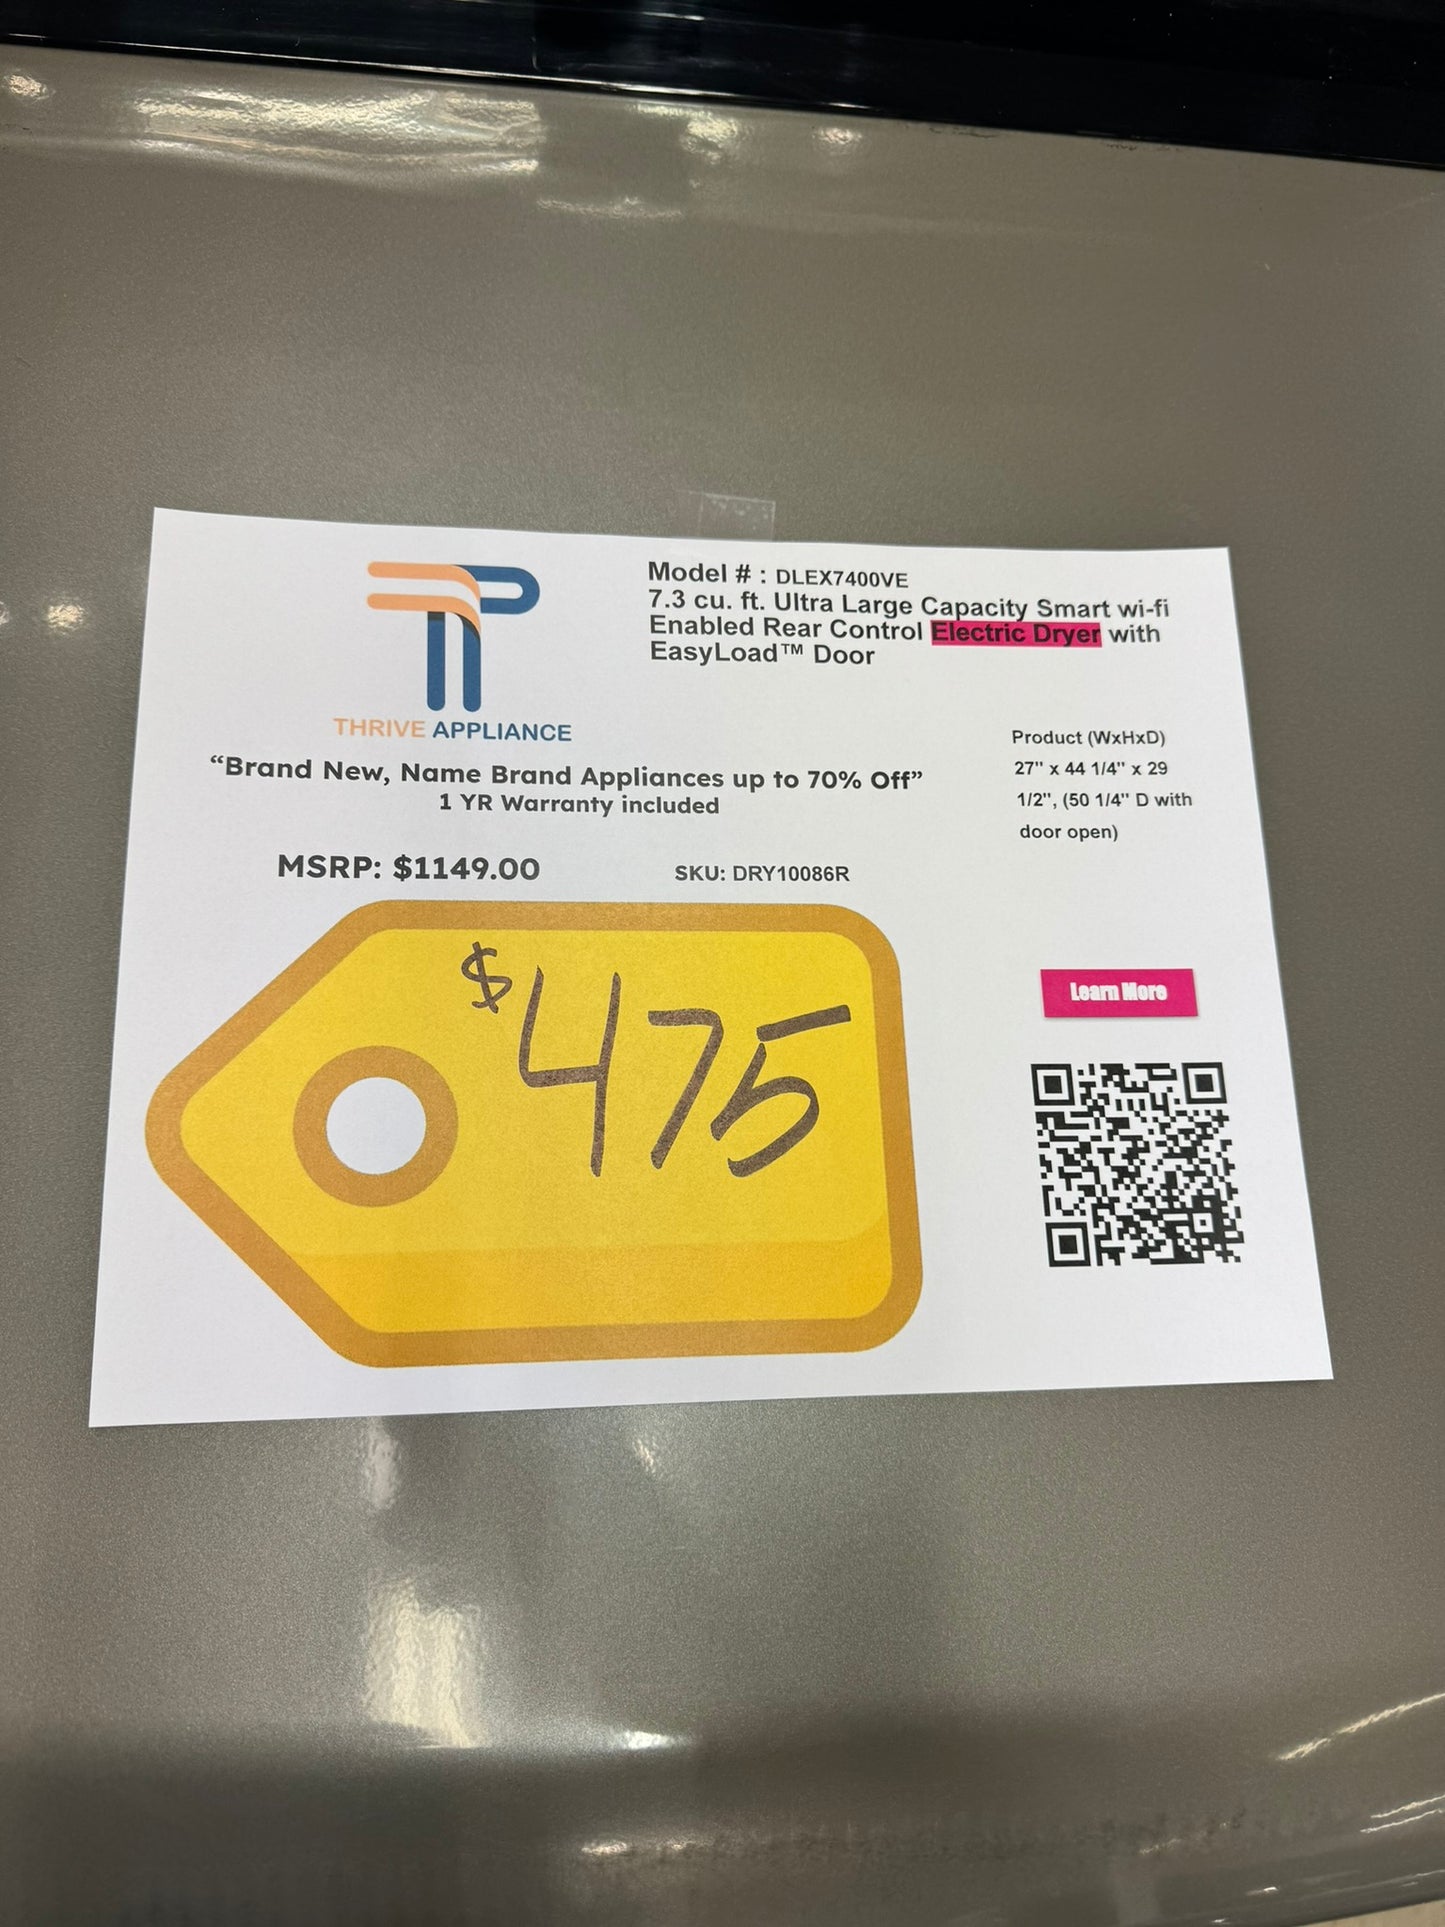 Model # : DLEX7400VE
7.3 cu. ft. Ultra Large Capacity Smart wi-fi
Enabled Rear Control Electric Dryer with
EasyLoad™ Door
THRIVE APPLIANCE
“Brand New, Name Brand Appliances up to 70% Off”
1 YR Warranty included
Product (WxHxD)
27" x 44 1/4" x 29
1/2", (50 1/4" D with
door open)
MSRP: $1149.00
SKU: DRY10086R
$475
Learn More